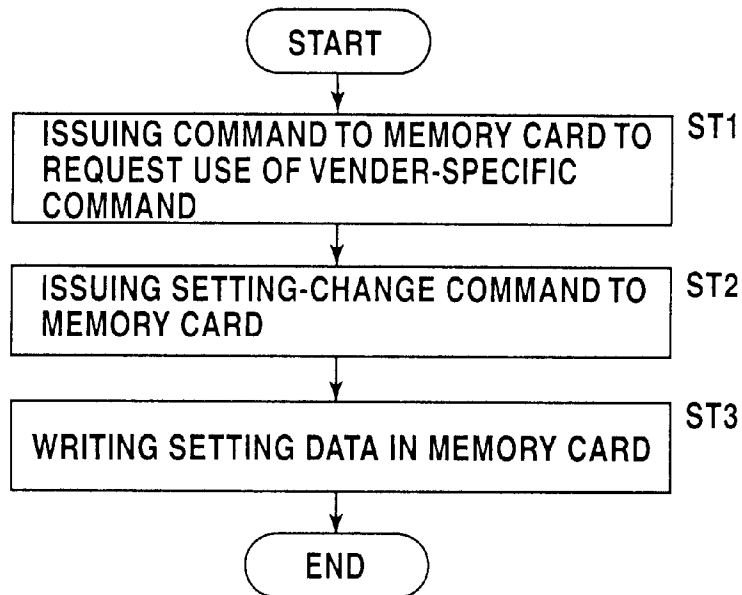 START
ISSUING COMMAND TO MEMORY CARD TO ST1
REQUEST USE OF VENDER-SPECIFIC
COMMAND
ISSUING SETTING-CHANGE COMMAND TO ST2
MEMORY CARD
ST3
WRITING SETTING DATA IN MEMORY CARD
END